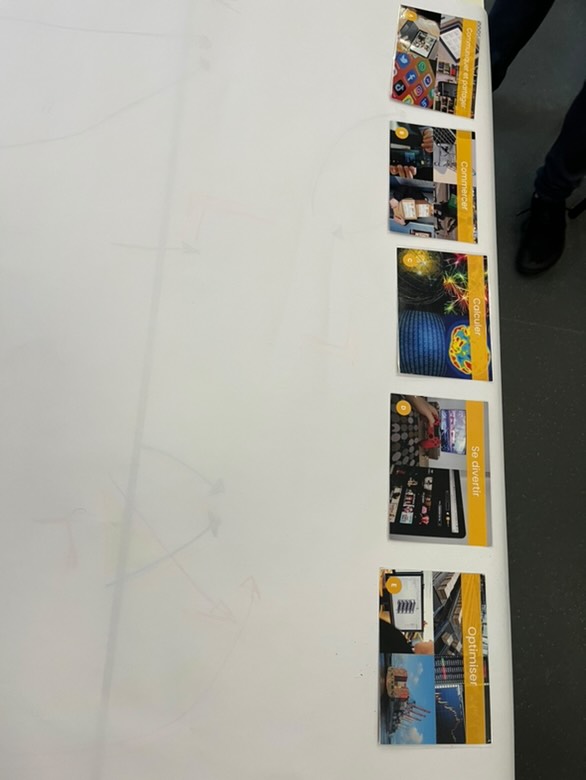 Communiquer et partager
Commercer
Calculer
Se divertir
Optimiser
C
D
E